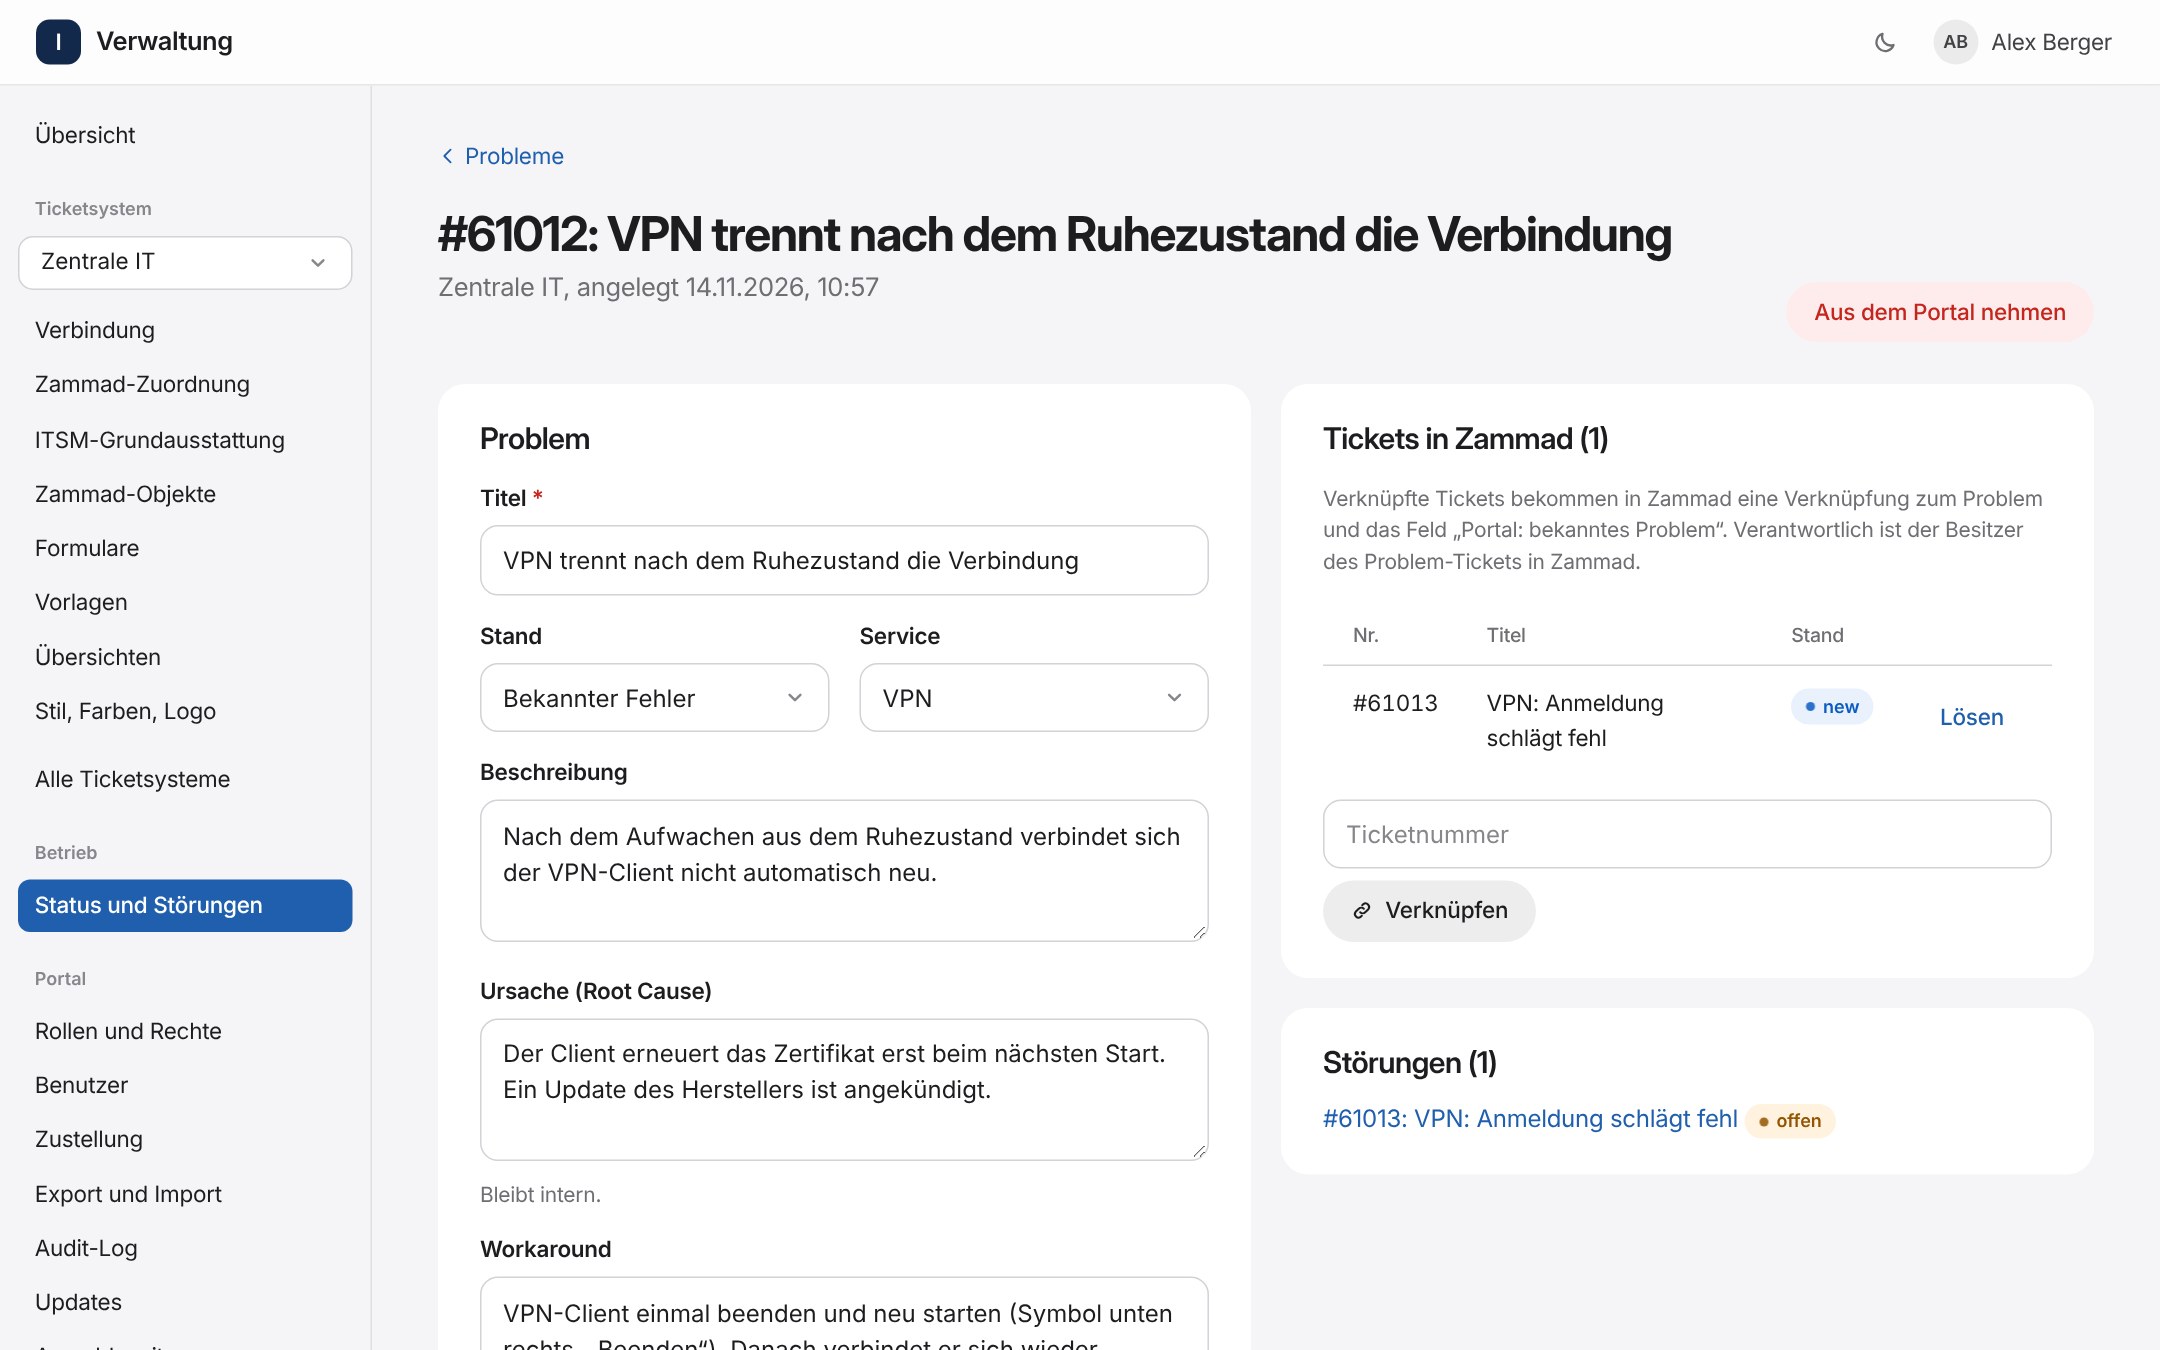 I Verwaltung
AB Alex Berger
Übersicht
Ticketsystem
Zentrale IT
Verbindung
Zammad-Zuordnung
ITSM-Grundausstattung
Zammad-Objekte
Formulare
Vorlagen
Übersichten
Stil, Farben, Logo
Alle Ticketsysteme
Betrieb
Status und Störungen
Portal
Rollen und Rechte
Benutzer
Zustellung
Export und Import
Audit-Log
Updates
Probleme
#61012: VPN trennt nach dem Ruhezustand die Verbindung
Zentrale IT, angelegt 14.11.2026, 10:57
Aus dem Portal nehmen
Problem
Titel *
VPN trennt nach dem Ruhezustand die Verbindung
Stand Service
Bekannter Fehler VPN
Beschreibung
Nach dem Aufwachen aus dem Ruhezustand verbindet sich
der VPN-Client nicht automatisch neu.
Ursache (Root Cause)
Der Client erneuert das Zertifikat erst beim nächsten Start.
Ein Update des Herstellers ist angekündigt.
Bleibt intern.
Workaround
VPN-Client einmal beenden und neu starten (Symbol unten
rechts, „Beenden“). Danach verbindet er sich wieder
Tickets in Zammad (1)
Verknüpfte Tickets bekommen in Zammad eine Verknüpfung zum Problem
und das Feld „Portal: bekanntes Problem“. Verantwortlich ist der Besitzer
des Problem-Tickets in Zammad.
Nr. Titel Stand
#61013 VPN: Anmeldung schlägt fehl new Lösen
Ticketnummer
Verknüpfen
Störungen (1)
#61013: VPN: Anmeldung schlägt fehl offen